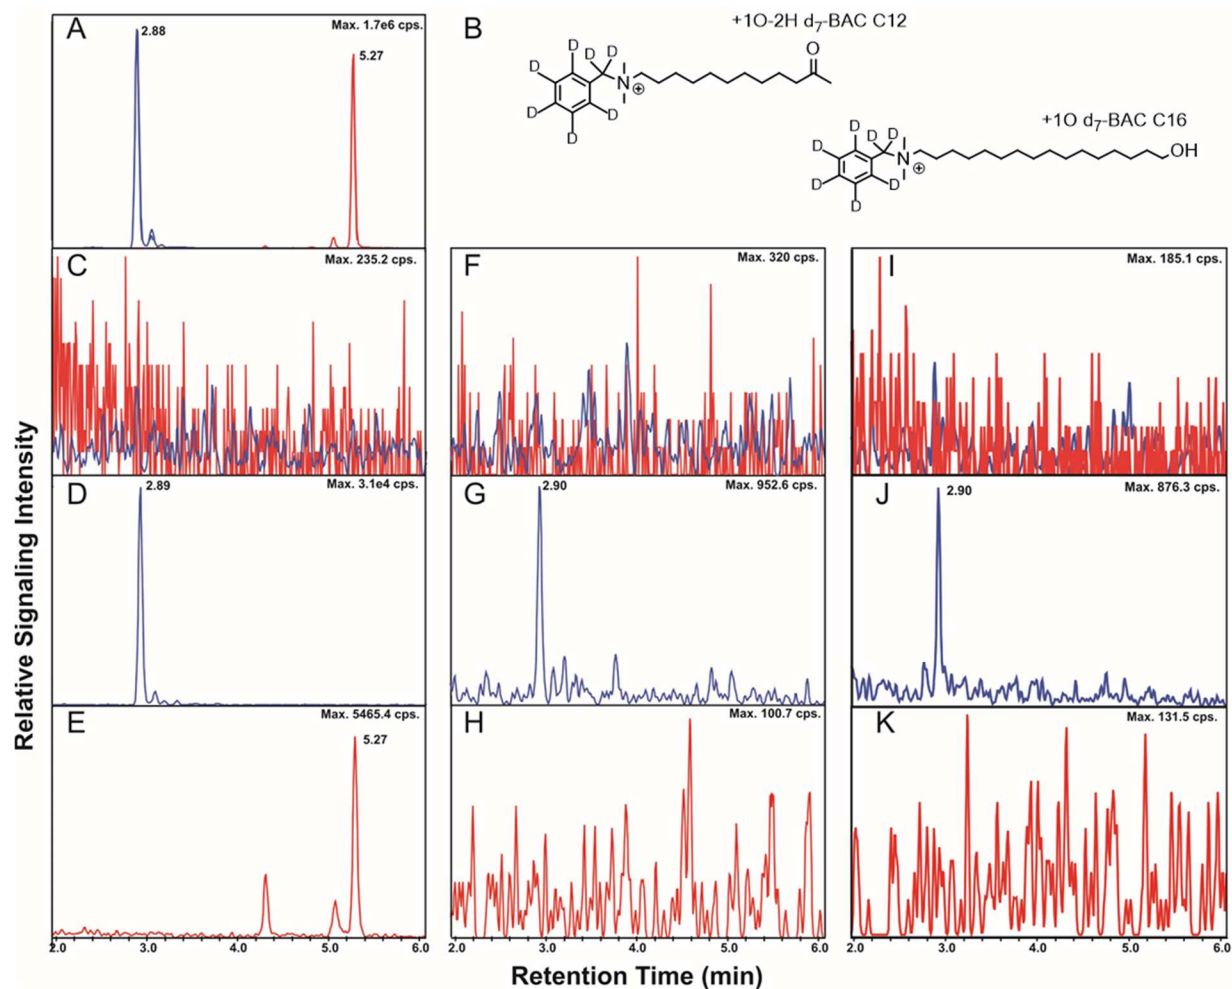 A
Max. 1.7e6 cps.
2.88
5.27
B
+1O-2H d7-BAC C12
O
D
D D
D
N
⊕
D
D
D
+1O d7-BAC C16
D
D D
D
N
⊕
OH
D
D
D
C
Max. 235.2 cps.
F
Max. 320 cps.
I
Max. 185.1 cps.
D
2.89
Max. 3.1e4 cps.
G
2.90
Max. 952.6 cps.
J
2.90
Max. 876.3 cps.
E
Max. 5465.4 cps.
5.27
H
Max. 100.7 cps.
K
Max. 131.5 cps.
2.0 3.0 4.0 5.0 6.0
2.0 3.0 4.0 5.0 6.0
2.0 3.0 4.0 5.0 6.0
Relative Signaling Intensity
Retention Time (min)